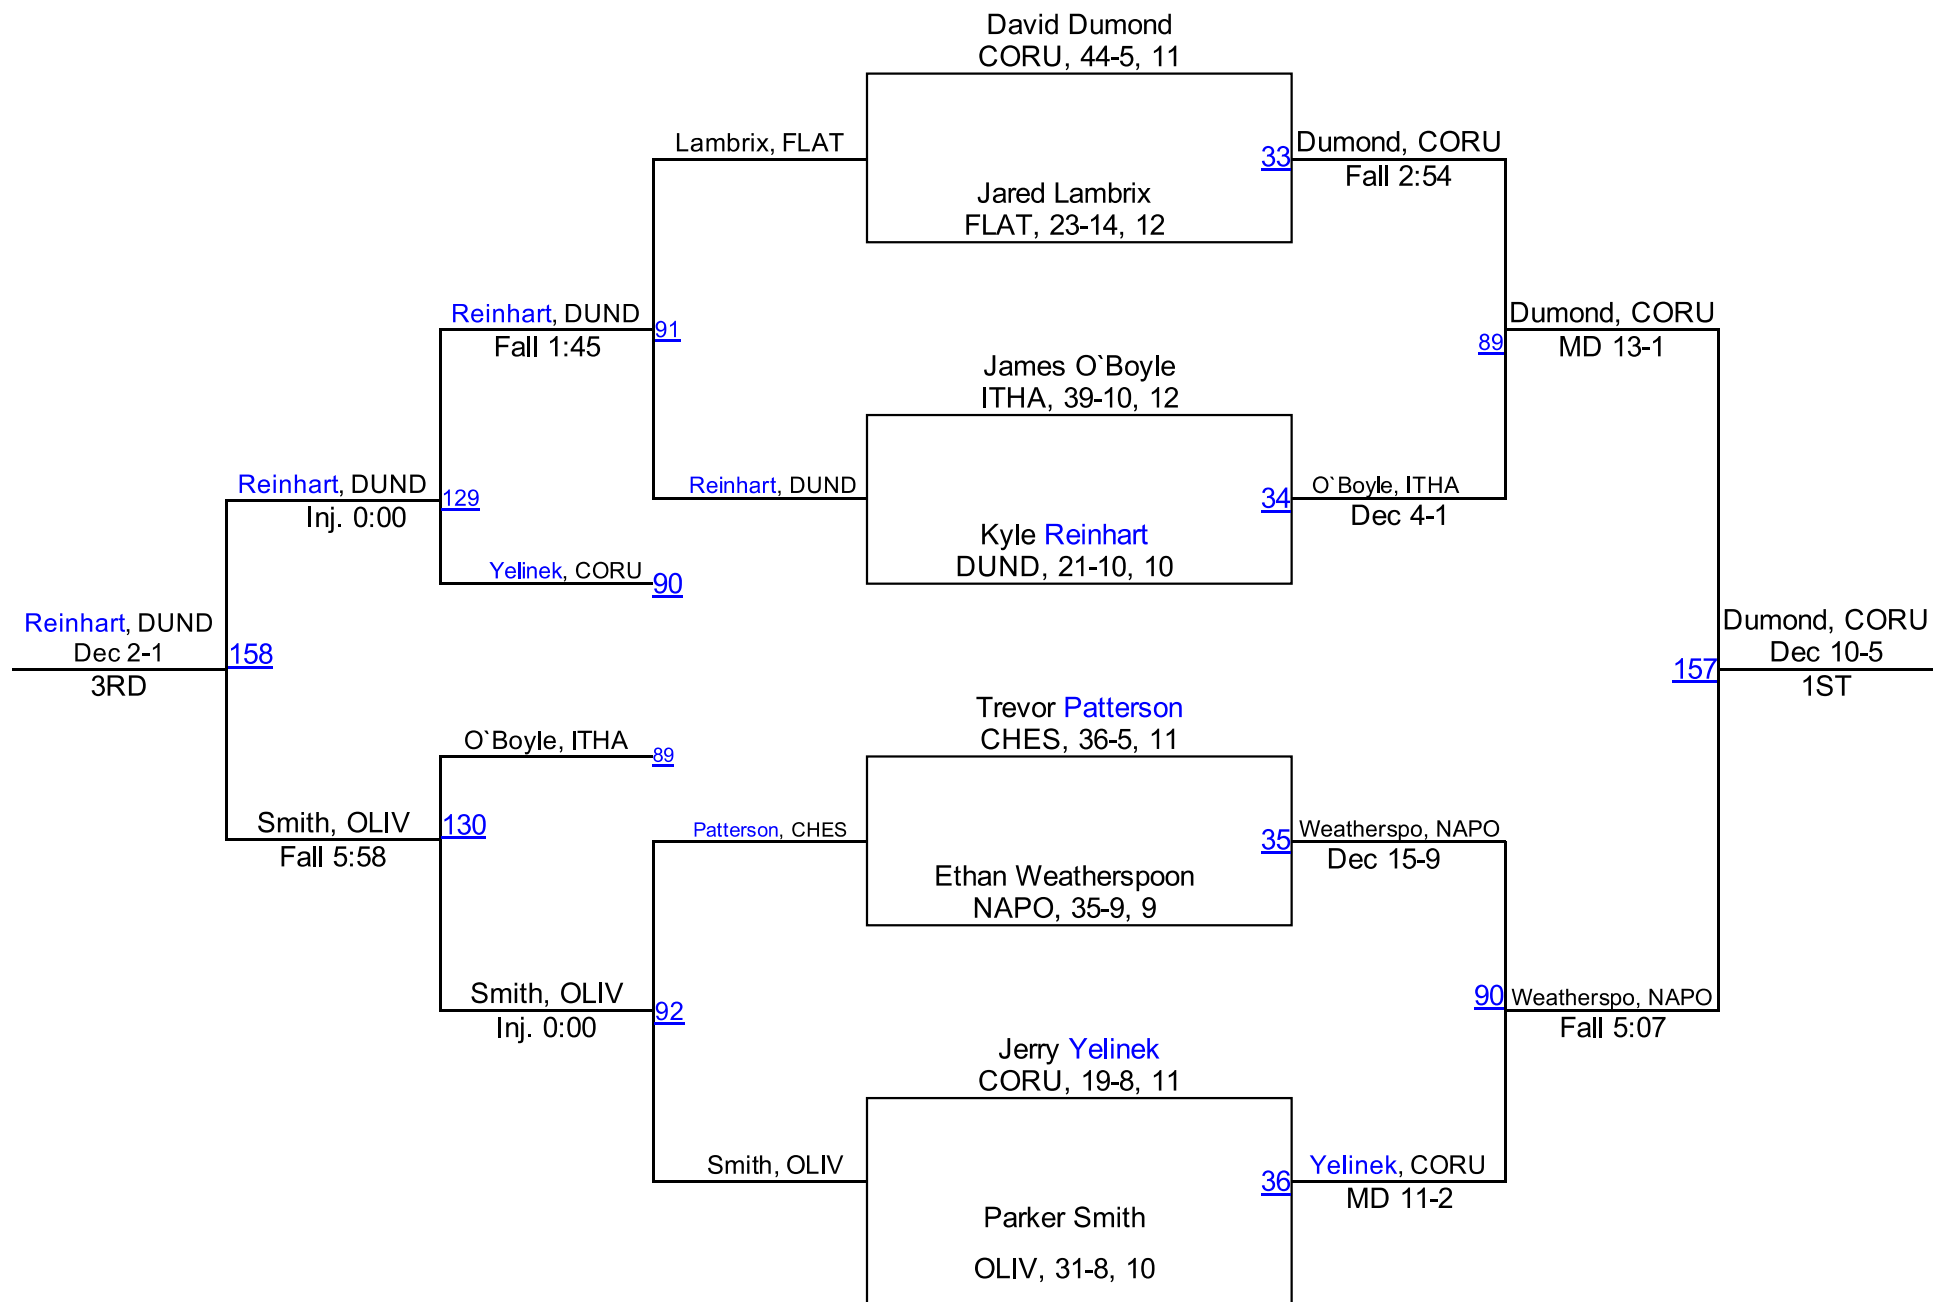 David Dumond
CORU, 44-5, 11
Lambrix, FLAT
33
Dumond, CORU
Fall 2:54
Jared Lambrix
FLAT, 23-14, 12
Reinhart, DUND
Fall 1:45
91
Dumond, CORU
MD 13-1
89
James O`Boyle
ITHA, 39-10, 12
Reinhart, DUND
34
O`Boyle, ITHA
Dec 4-1
Reinhart, DUND
Inj. 0:00
129
Kyle Reinhart
DUND, 21-10, 10
Yelinek, CORU
90
Reinhart, DUND
Dec 2-1
3RD
158
Dumond, CORU
Dec 10-5
1ST
157
Trevor Patterson
CHES, 36-5, 11
O`Boyle, ITHA
89
Smith, OLIV
Fall 5:58
130
Patterson, CHES
35
Weatherspo, NAPO
Dec 15-9
Ethan Weatherspoon
NAPO, 35-9, 9
Smith, OLIV
Inj. 0:00
92
90
Weatherspo, NAPO
Fall 5:07
Jerry Yelinek
CORU, 19-8, 11
Smith, OLIV
36
Yelinek, CORU
MD 11-2
Parker Smith
OLIV, 31-8, 10